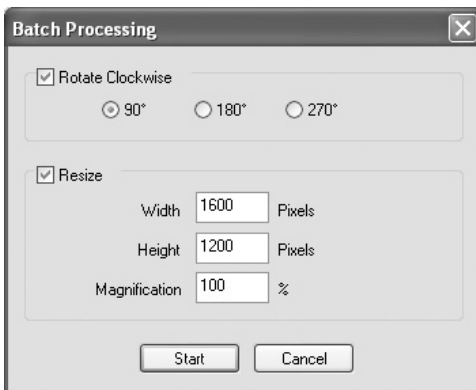 Batch Processing
Rotate Clockwise
90° 180° 270°
Resize
Width 1600 Pixels
Height 1200 Pixels
Magnification 100 %
Start Cancel